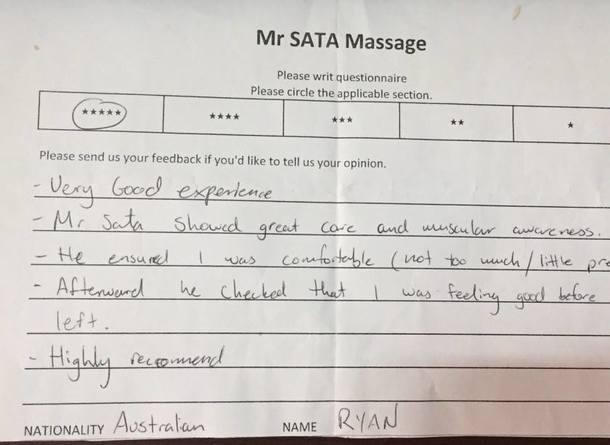 Mr SATA Massage
Please writ questionnaire
Please circle the applicable section.
★★★★★ ★★★★ ★★★ ★★ ★
Please send us your feedback if you'd like to tell us your opinion.
- Very Good experience
- Mr Sata showed great care and muscular awareness.
- He ensured I was comfortable (not too much/little pre
- Afterward he checked that I was feeling good before
left.
- Highly recommend
NATIONALITY Australian NAME RYAN